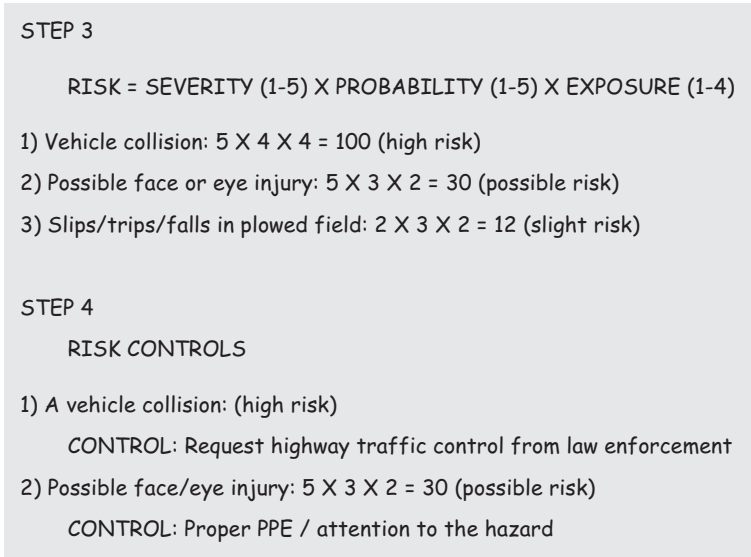 STEP 3
RISK = SEVERITY (1-5) X PROBABILITY (1-5) X EXPOSURE (1-4)
1) Vehicle collision: 5 X 4 X 4 = 100 (high risk)
2) Possible face or eye injury: 5 X 3 X 2 = 30 (possible risk)
3) Slips/trips/falls in plowed field: 2 X 3 X 2 = 12 (slight risk)
STEP 4
RISK CONTROLS
1) A vehicle collision: (high risk)
CONTROL: Request highway traffic control from law enforcement
2) Possible face/eye injury: 5 X 3 X 2 = 30 (possible risk)
CONTROL: Proper PPE / attention to the hazard